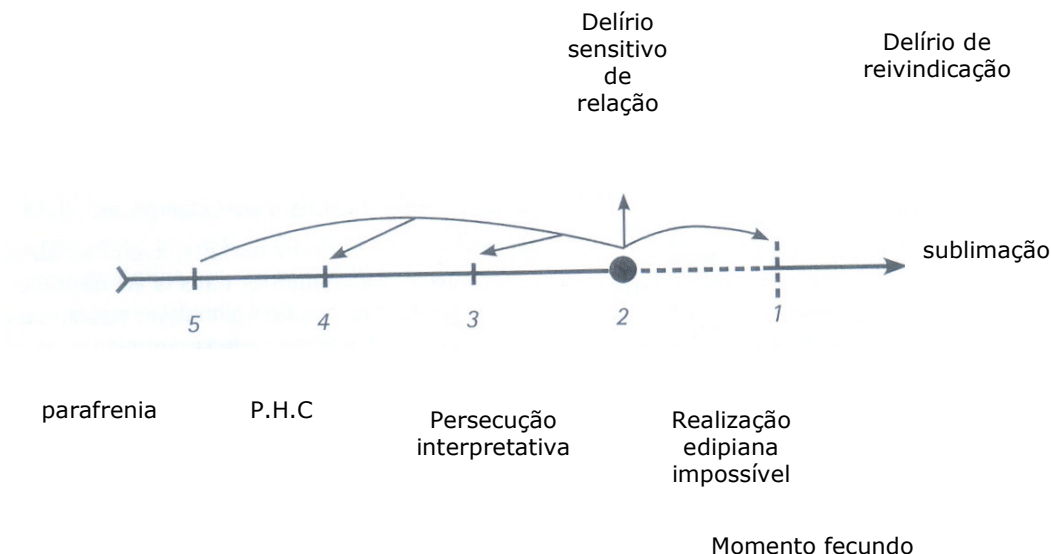 Delírio
sensitivo
de
relação
Delírio de
reivindicação
sublimação
5
4
3
2
1
parafrenia
P.H.C
Persecução
interpretativa
Realização
edipiana
impossível
Momento fecundo